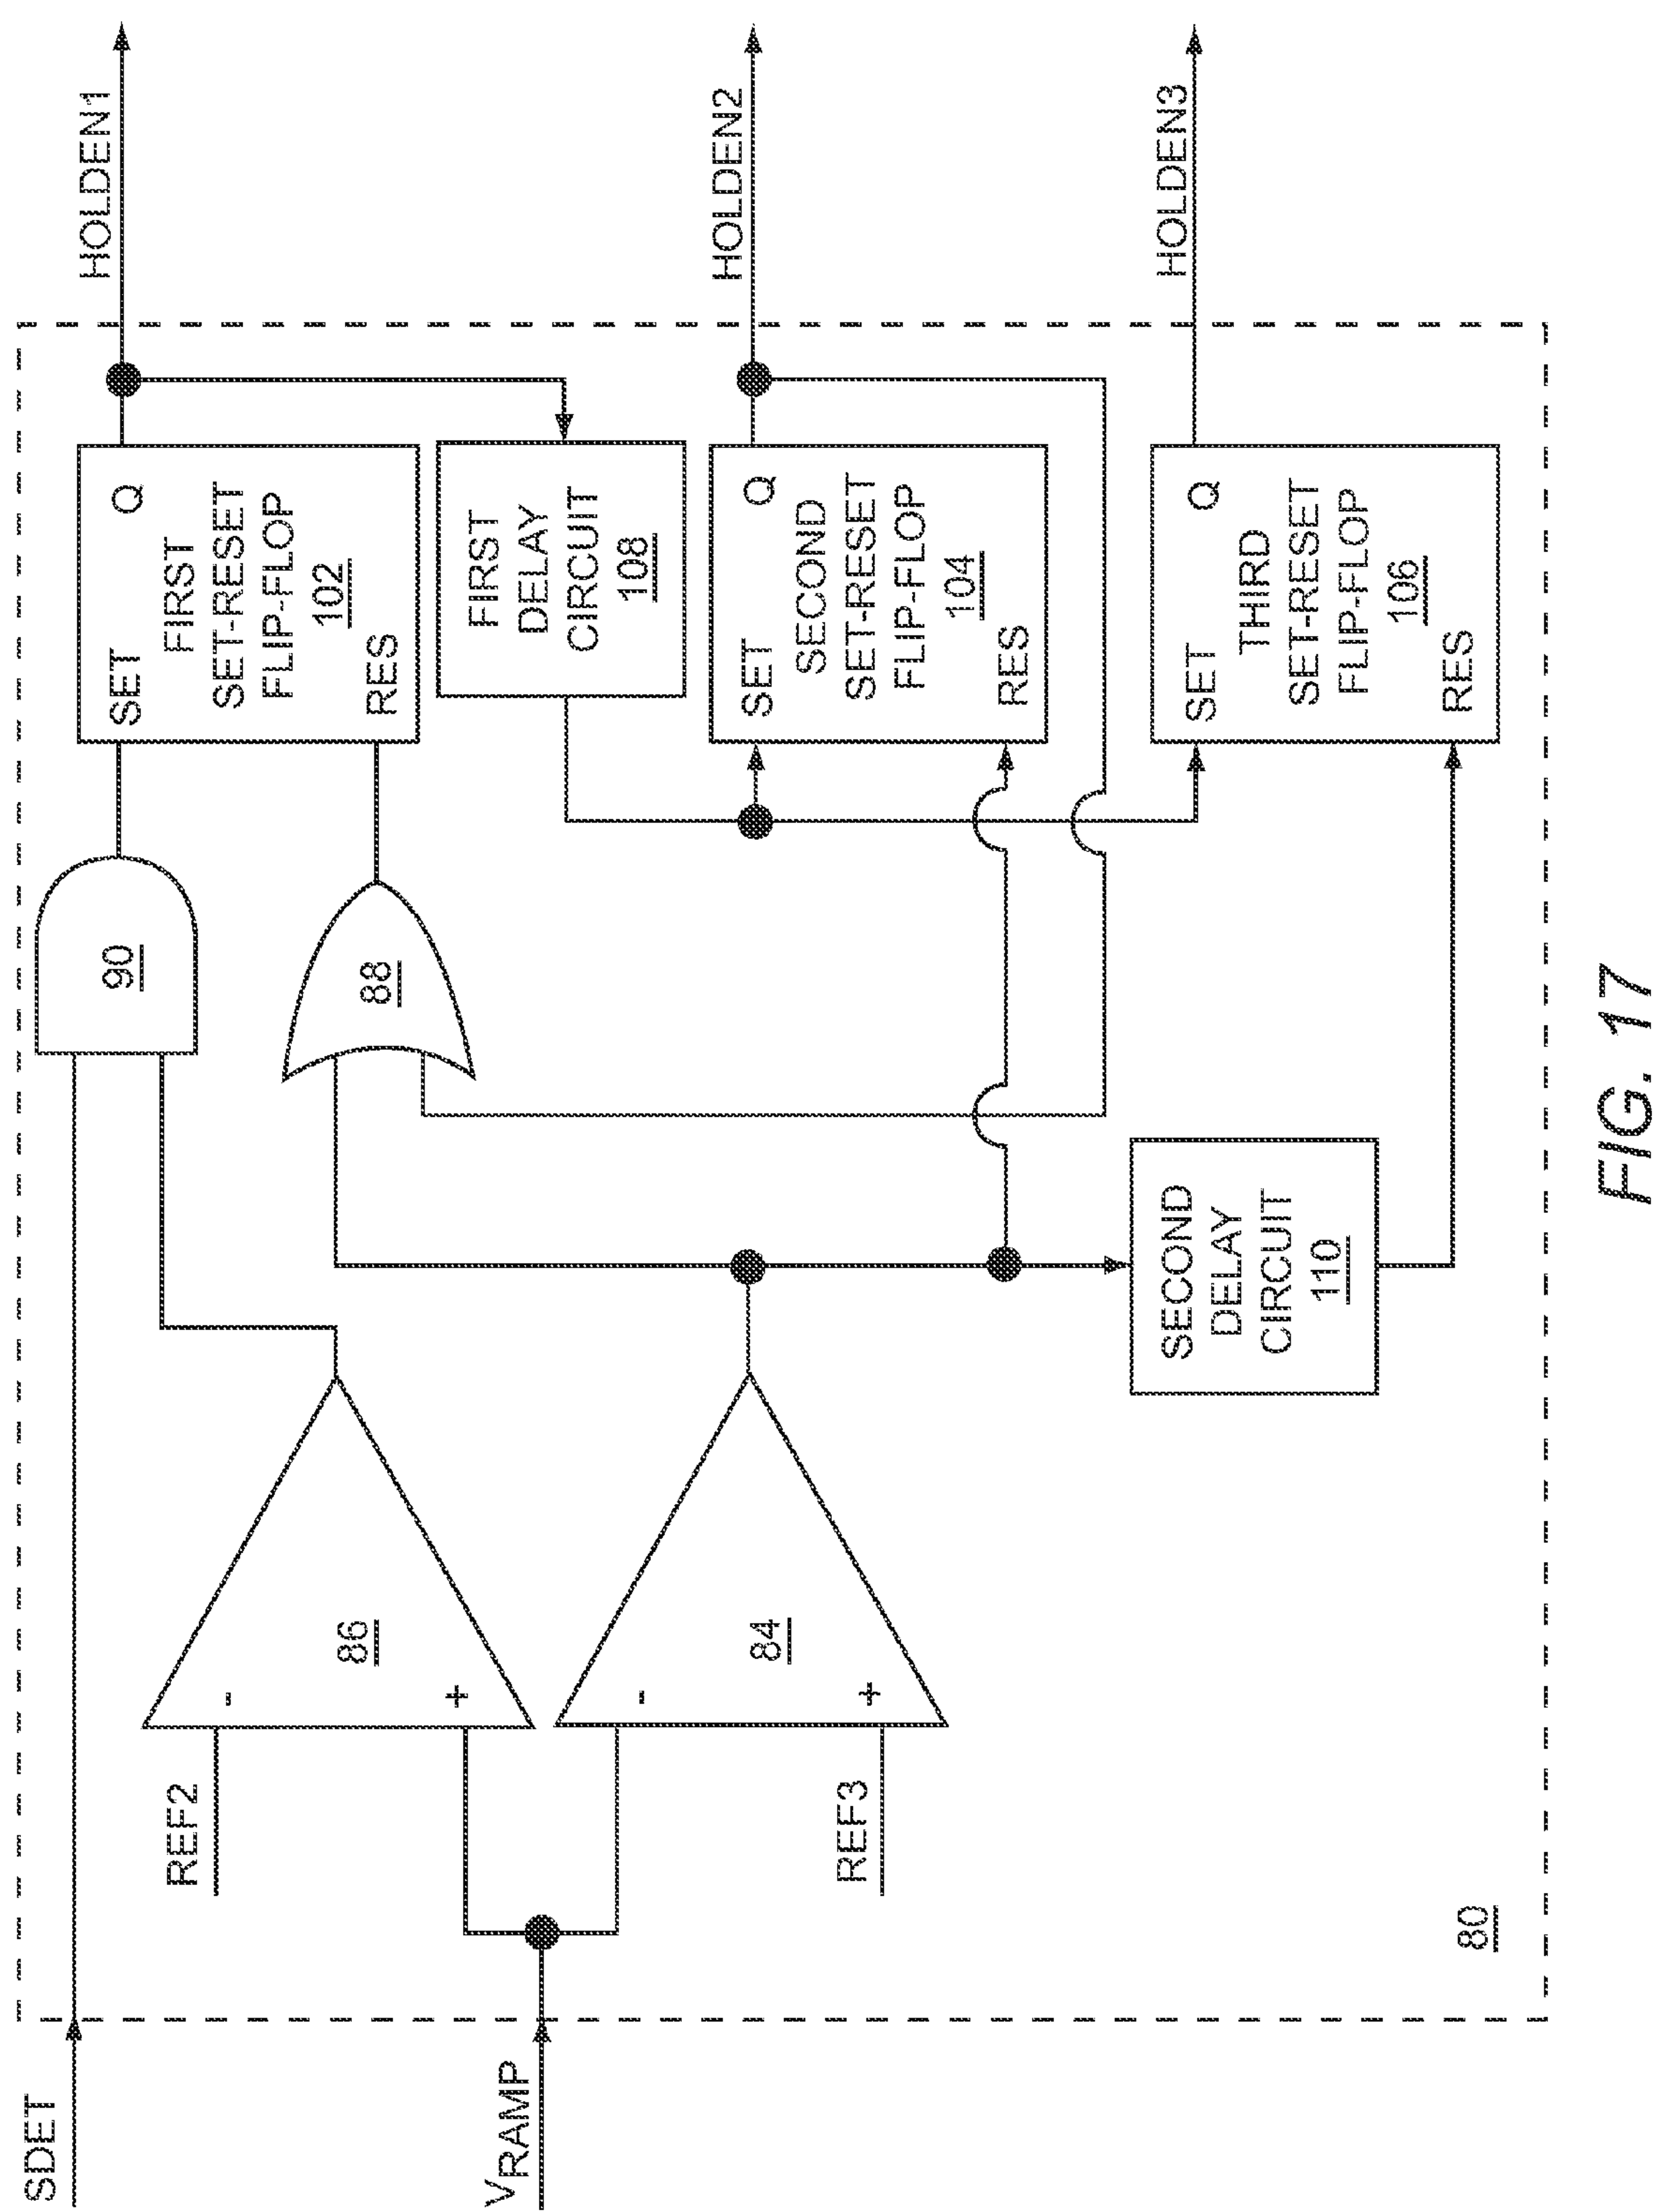 SDET
VRAMP
REF2
-
+
86
-
+
84
REF3
90
88
SET
Q
FIRST
SET-RESET
FLIP-FLOP
102
RES
FIRST
DELAY
CIRCUIT
108
SET
Q
SECOND
SET-RESET
FLIP-FLOP
104
RES
SET
Q
THIRD
SET-RESET
FLIP-FLOP
106
RES
SECOND
DELAY
CIRCUIT
110
HOLDEN1
HOLDEN2
HOLDEN3
80
FIG. 17